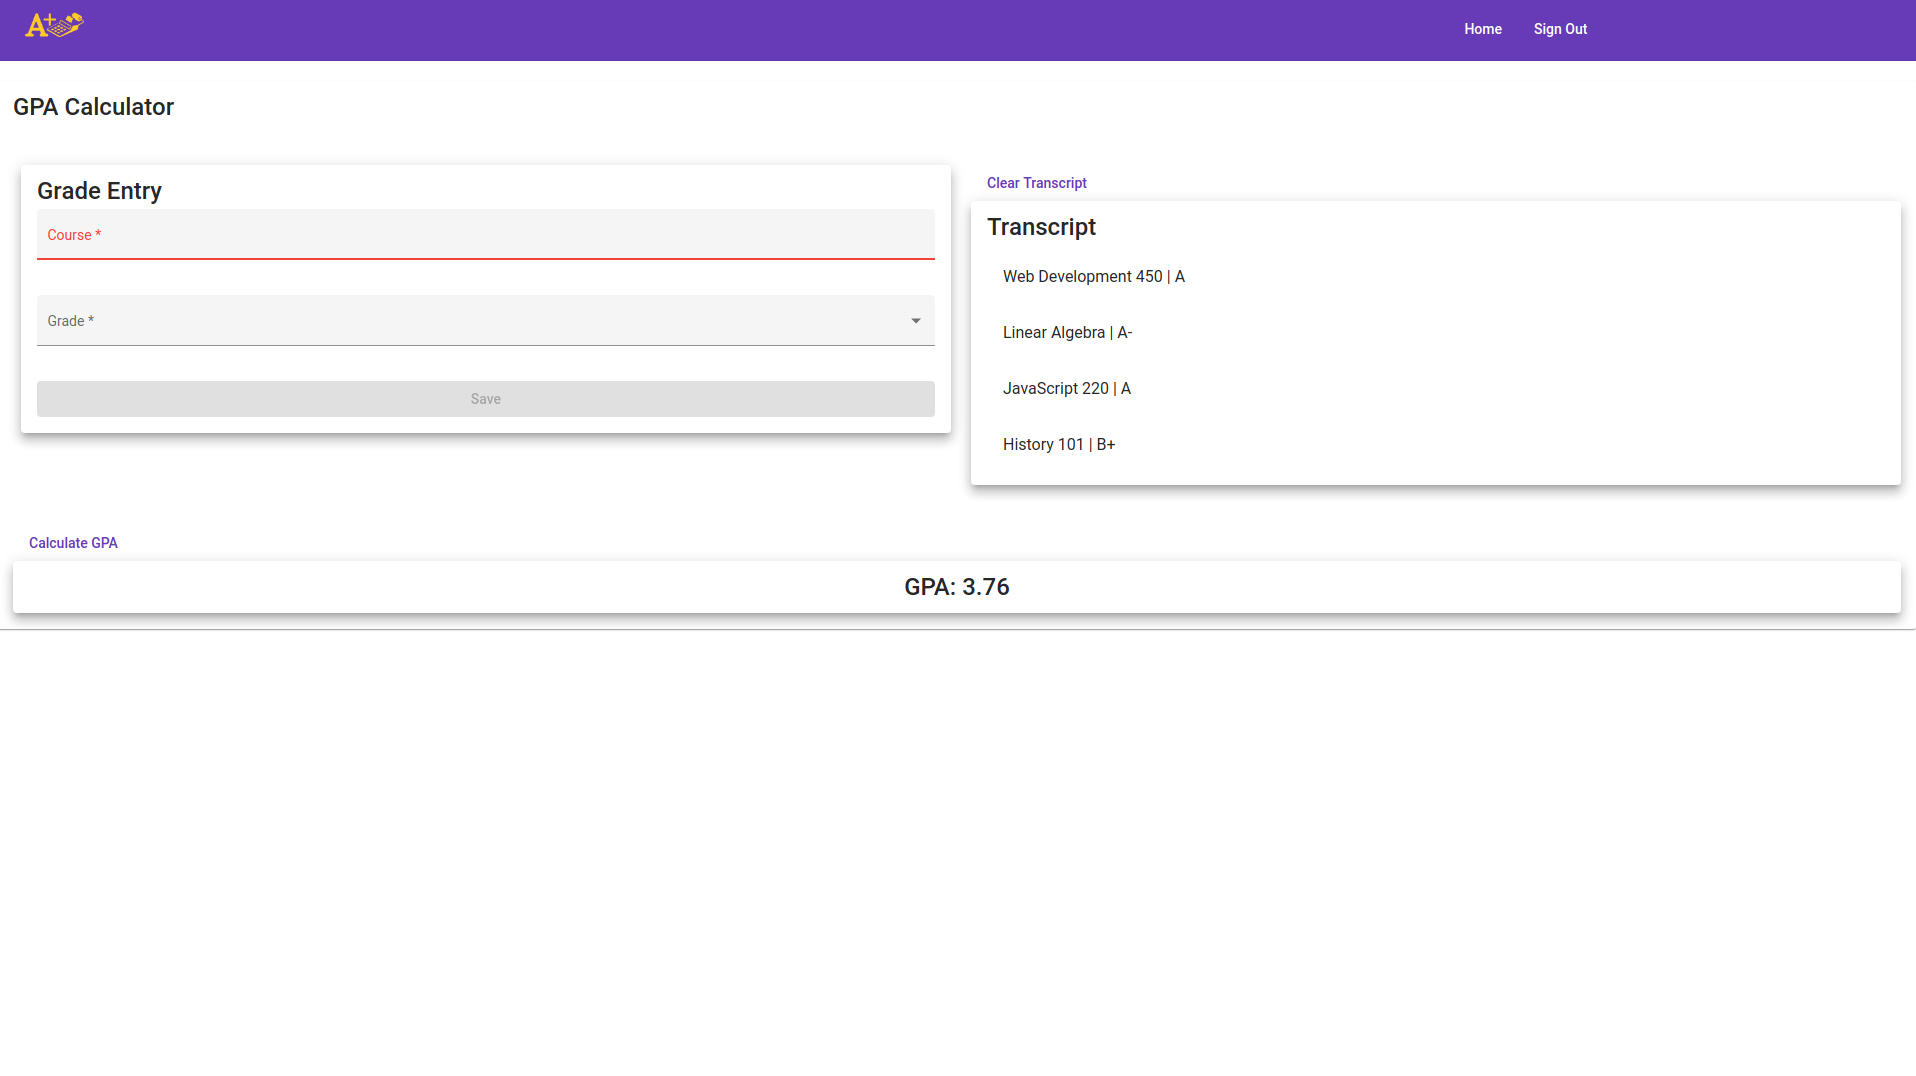 A+
Home
Sign Out
GPA Calculator
Grade Entry
Course *
Grade *
Save
Clear Transcript
Transcript
Web Development 450 | A
Linear Algebra | A-
JavaScript 220 | A
History 101 | B+
Calculate GPA
GPA: 3.76